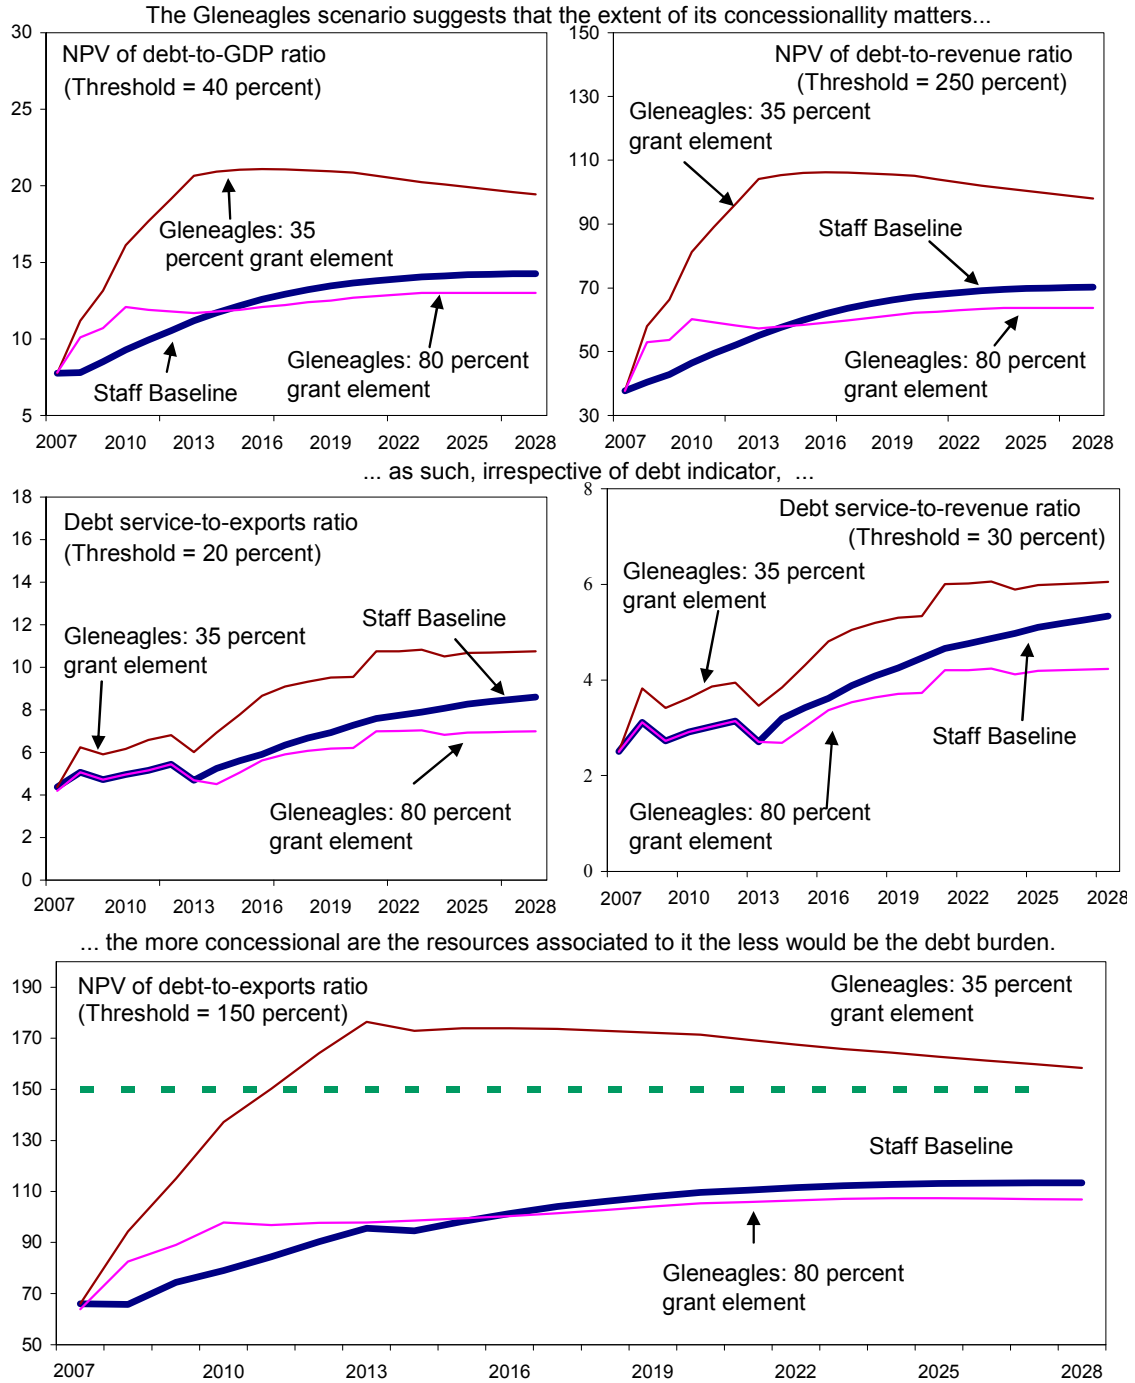 The Gleneagles scenario suggests that the extent of its concessionallity matters...
NPV of debt-to-GDP ratio
(Threshold = 40 percent)
30
25
20
15
10
5
Gleneagles: 35
percent grant element
Staff Baseline
Gleneagles: 80 percent
grant element
2007 2010 2013 2016 2019 2022 2025 2028
NPV of debt-to-revenue ratio
(Threshold = 250 percent)
150
130
110
90
70
50
30
Gleneagles: 35 percent
grant element
Staff Baseline
Gleneagles: 80 percent
grant element
2007 2010 2013 2016 2019 2022 2025 2028
... as such, irrespective of debt indicator, ...
Debt service-to-exports ratio
(Threshold = 20 percent)
18
16
14
12
10
8
6
4
2
0
Gleneagles: 35 percent
grant element
Staff Baseline
Gleneagles: 80 percent
grant element
2007 2010 2013 2016 2019 2022 2025 2028
Debt service-to-revenue ratio
(Threshold = 30 percent)
8
6
4
2
0
Gleneagles: 35 percent
grant element
Staff Baseline
Gleneagles: 80 percent
grant element
2007 2010 2013 2016 2019 2022 2025 2028
... the more concessional are the resources associated to it the less would be the debt burden.
NPV of debt-to-exports ratio
(Threshold = 150 percent)
190
170
150
130
110
90
70
50
Gleneagles: 35 percent
grant element
Staff Baseline
Gleneagles: 80 percent
grant element
2007 2010 2013 2016 2019 2022 2025 2028